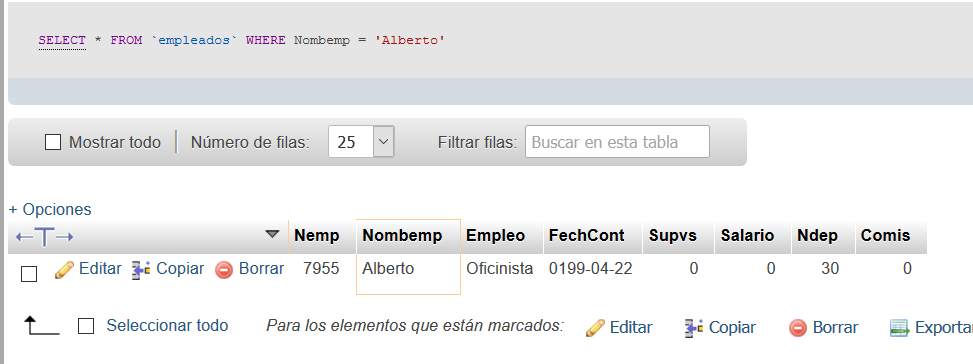 SELECT * FROM `empleados` WHERE Nombemp = 'Alberto'
Mostrar todo Número de filas: 25 Filtrar filas: Buscar en esta tabla
+ Opciones
Nemp Nombemp Empleo FechCont Supvs Salario Ndep Comis
Editar Copiar Borrar 7955 Alberto Oficinista 0199-04-22 0 0 30 0
Seleccionar todo Para los elementos que están marcados: Editar Copiar Borrar Exporta